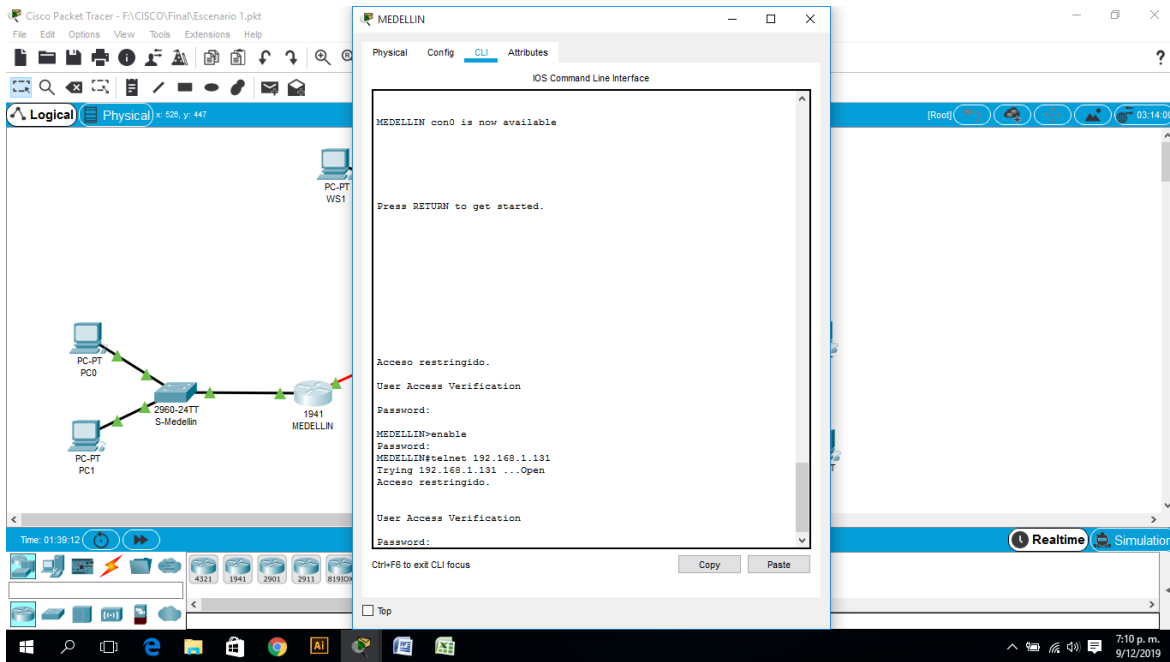 Cisco Packet Tracer - F:\CISCO\Final\Escenario 1.pkt
File Edit Options View Tools Extensions Help
?
Logical
Physical
x: 526, y: 447
[Root]
03:14:00
PC-PT
WS1
PC-PT
PC0
2960-24TT
S-Medellin
1941
MEDELLIN
PC-PT
PC1
MEDELLIN
Physical Config CLI Attributes
IOS Command Line Interface
MEDELLIN con0 is now available
Press RETURN to get started.
Acceso restringido.
User Access Verification
Password:
MEDELLIN>enable
Password:
MEDELLIN#telnet 192.168.1.131
Trying 192.168.1.131 ...Open
Acceso restringido.
User Access Verification
Password:
Ctrl+F6 to exit CLI focus
Copy
Paste
Top
Time: 01:39:12
Realtime
Simulation
4321 1941 2901 2911 819IOX
Ai
7:10 p. m.
9/12/2019